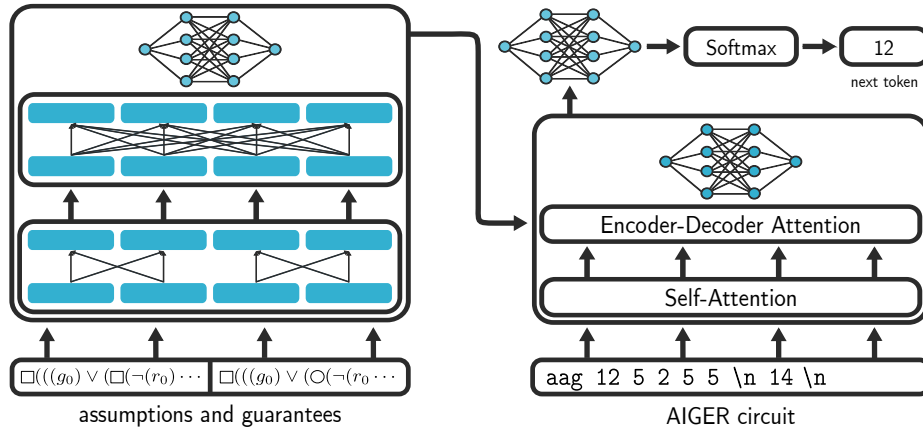 Softmax
12
next token
Encoder-Decoder Attention
Self-Attention
□(((g₀) ∨ (□(¬(r₀) ⋯
□(((g₀) ∨ (○(¬(r₀ ⋯
assumptions and guarantees
aag 12 5 2 5 5 \n 14 \n
AIGER circuit